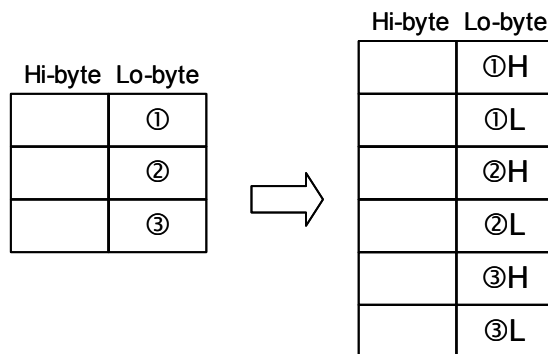 Hi-byte Lo-byte
①
②
③
Hi-byte Lo-byte
①H
①L
②H
②L
③H
③L